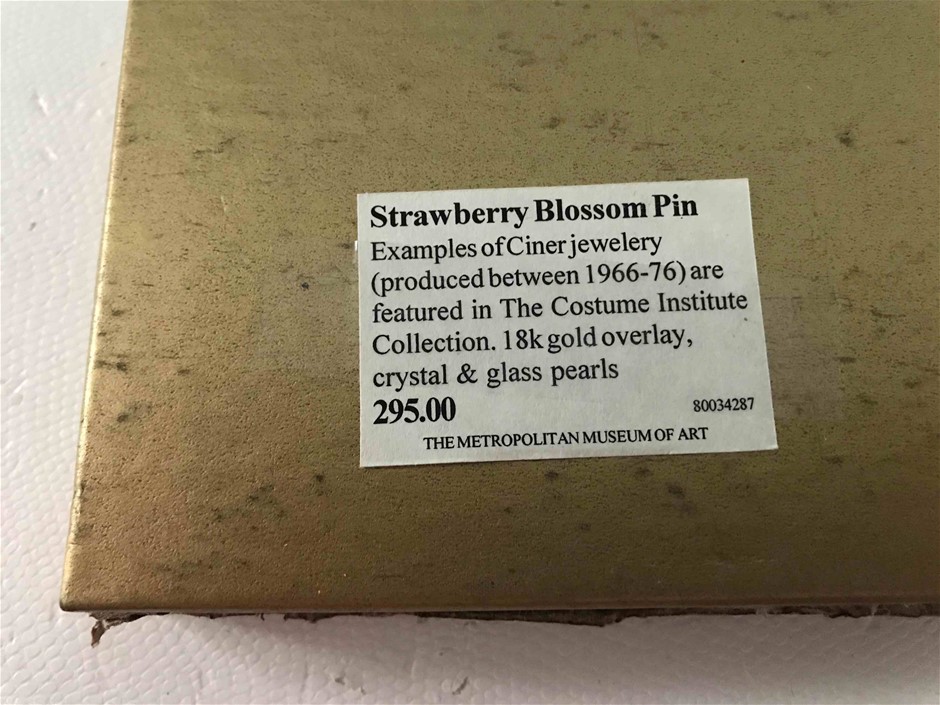 Strawberry Blossom Pin
Examples of Ciner jewelery
(produced between 1966-76) are
featured in The Costume Institute
Collection. 18k gold overlay,
crystal & glass pearls
295.00 80034287
THE METROPOLITAN MUSEUM OF ART